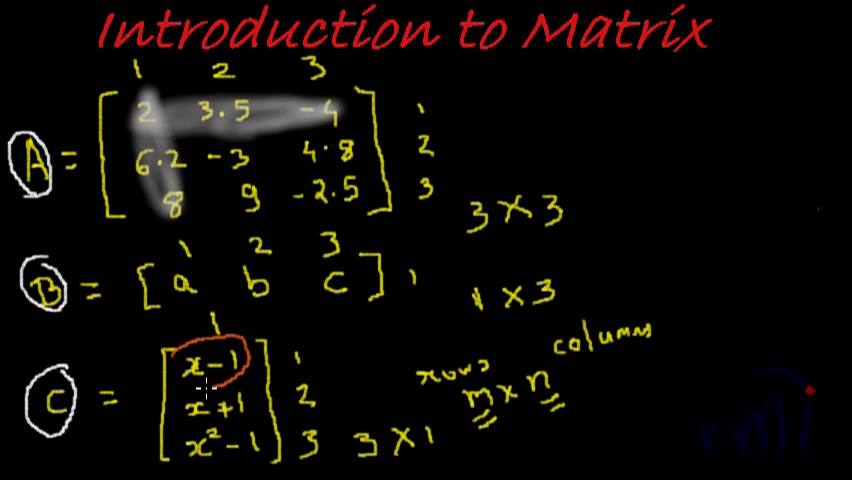 Introduction to Matrix
1 2 3
2 3.5 -4 1
A = 6.2 -3 4.8 2
8 9 -2.5 3
3 X 3
1 2 3
B = [ a b c ] 1
1 X 3
1
x-1 1
columns
rows
C = x+1 2
m x n
x²-1 3 3 X 1
rmi